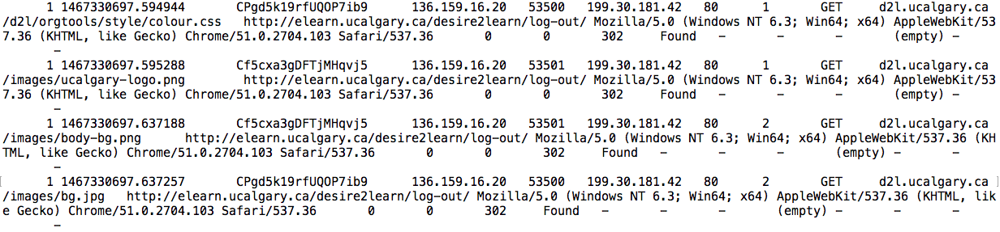 1 1467330697.594944 CPgd5k19rfUQOP7ib9 136.159.16.20 53500 199.30.181.42 80 1 GET d2l.ucalgary.ca
/d2l/orgtools/style/colour.css http://elearn.ucalgary.ca/desire2learn/log-out/ Mozilla/5.0 (Windows NT 6.3; Win64; x64) AppleWebKit/53
7.36 (KHTML, like Gecko) Chrome/51.0.2704.103 Safari/537.36 0 0 302 Found – – – (empty) –
–
1 1467330697.595288 Cf5cxa3gDFTjMHqvj5 136.159.16.20 53501 199.30.181.42 80 1 GET d2l.ucalgary.ca
/images/ucalgary-logo.png http://elearn.ucalgary.ca/desire2learn/log-out/ Mozilla/5.0 (Windows NT 6.3; Win64; x64) AppleWebKit/53
7.36 (KHTML, like Gecko) Chrome/51.0.2704.103 Safari/537.36 0 0 302 Found – – – (empty) –
–
1 1467330697.637188 Cf5cxa3gDFTjMHqvj5 136.159.16.20 53501 199.30.181.42 80 2 GET d2l.ucalgary.ca
/images/body-bg.png http://elearn.ucalgary.ca/desire2learn/log-out/ Mozilla/5.0 (Windows NT 6.3; Win64; x64) AppleWebKit/537.36 (KH
TML, like Gecko) Chrome/51.0.2704.103 Safari/537.36 0 0 302 Found – – – (empty) – – –
1 1467330697.637257 CPgd5k19rfUQOP7ib9 136.159.16.20 53500 199.30.181.42 80 2 GET d2l.ucalgary.ca
/images/bg.jpg http://elearn.ucalgary.ca/desire2learn/log-out/ Mozilla/5.0 (Windows NT 6.3; Win64; x64) AppleWebKit/537.36 (KHTML, lik
e Gecko) Chrome/51.0.2704.103 Safari/537.36 0 0 302 Found – – – (empty) – – –
–